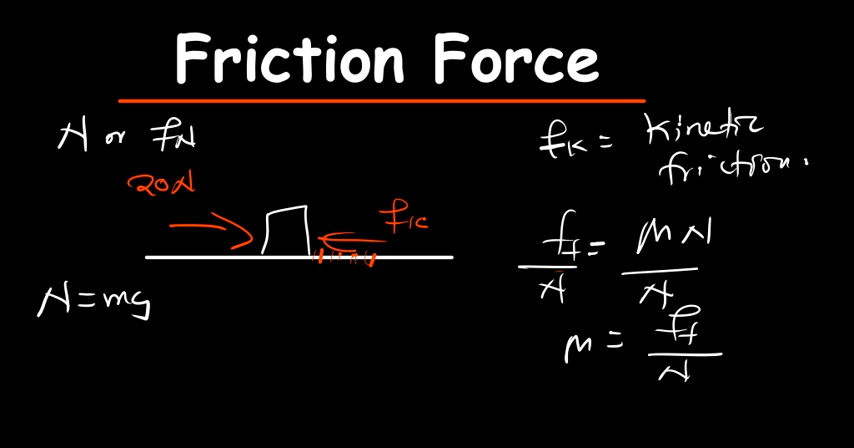 Friction Force
N or fN
20N
fk
N = mg
fk = kinetic
friction.
ff = μN
N N
μ = ff
N